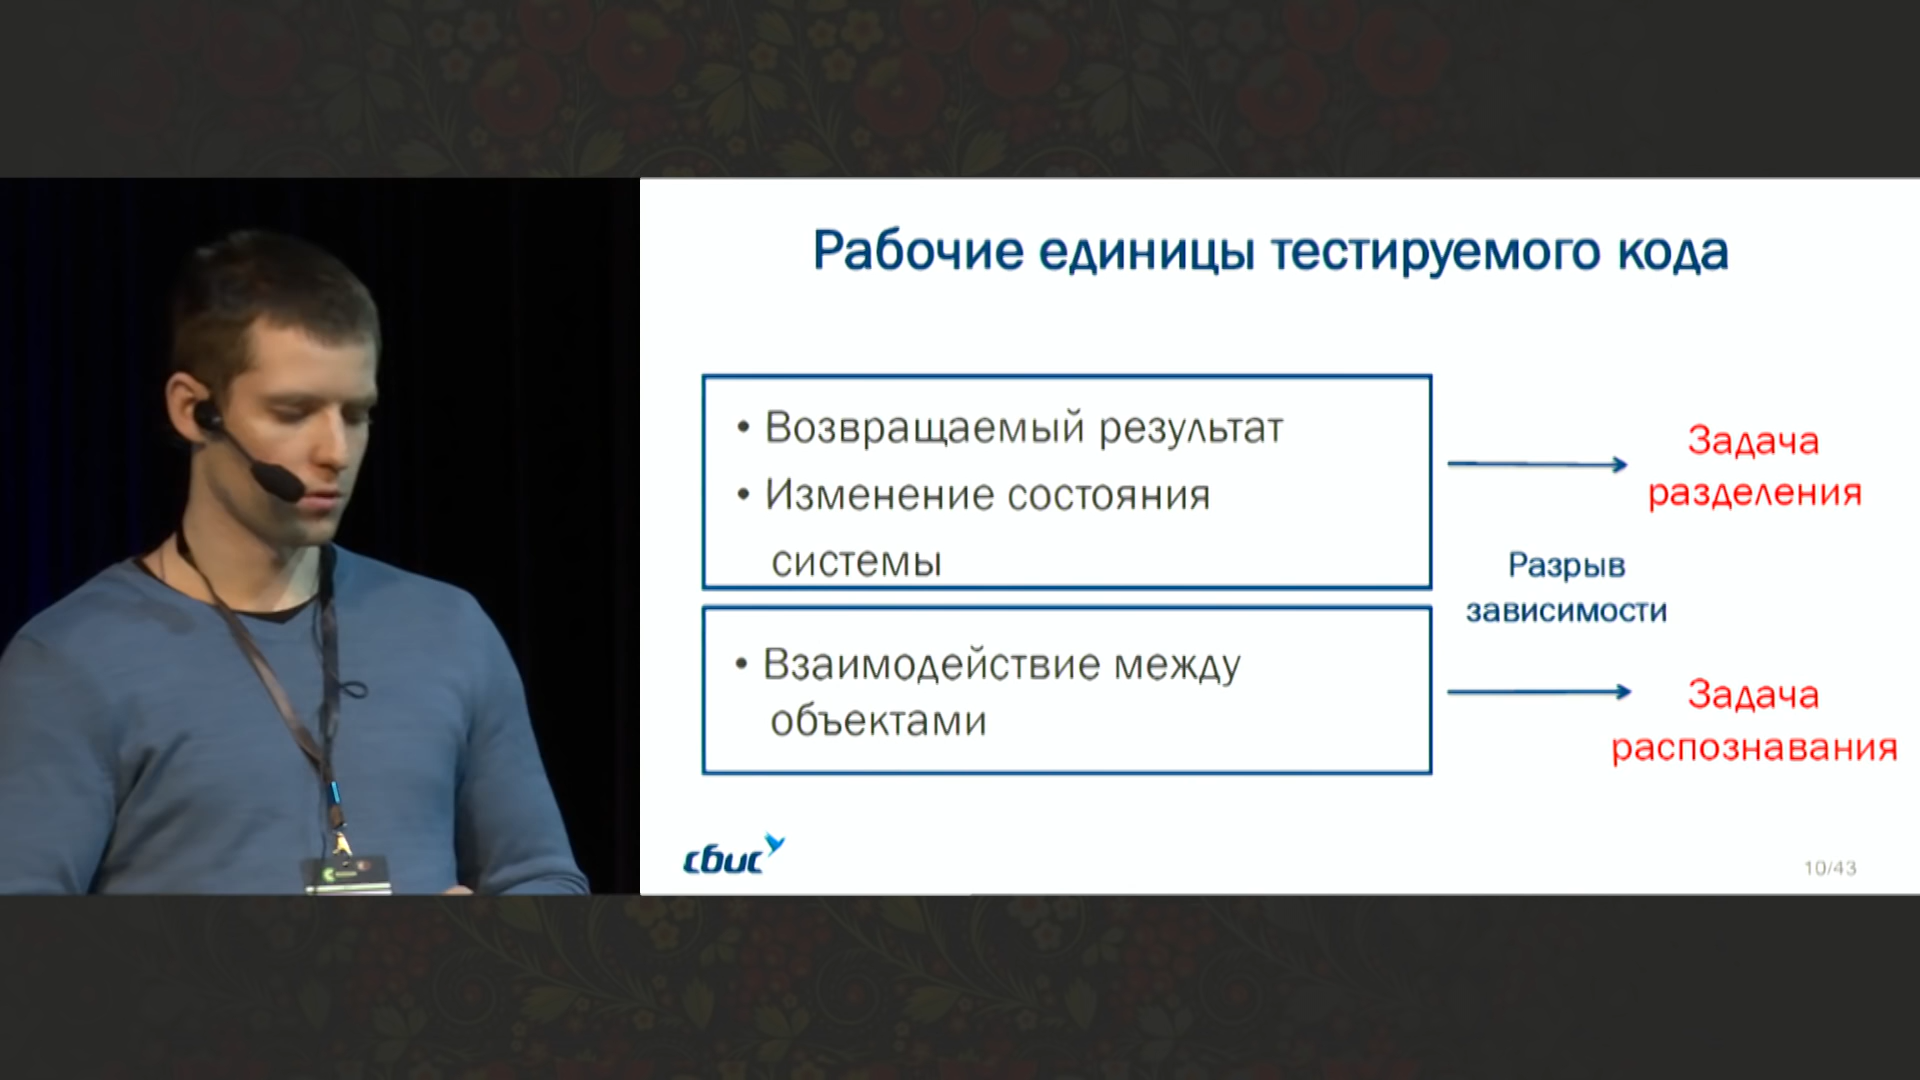 Рабочие единицы тестируемого кода
• Возвращаемый результат
• Изменение состояния
системы
Задача
разделения
Разрыв
зависимости
• Взаимодействие между
объектами
Задача
распознавания
сбис
10/43